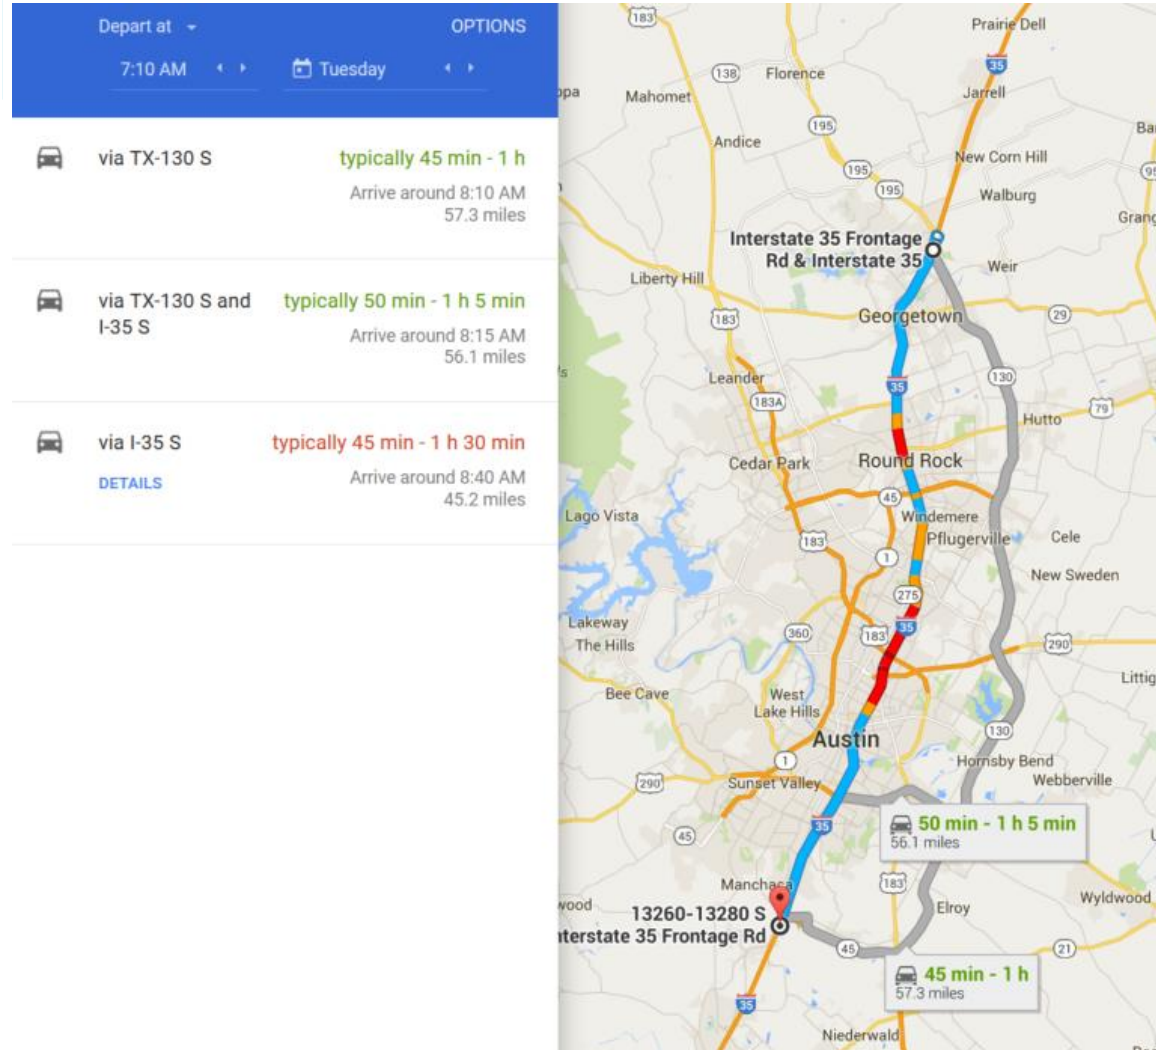 Depart at
OPTIONS
7:10 AM
Tuesday
via TX-130 S
typically 45 min - 1 h
Arrive around 8:10 AM
57.3 miles
via TX-130 S and
I-35 S
typically 50 min - 1 h 5 min
Arrive around 8:15 AM
56.1 miles
via I-35 S
typically 45 min - 1 h 30 min
DETAILS
Arrive around 8:40 AM
45.2 miles
183
Prairie Dell
35
138
Florence
Jarrell
Mahomet
195
Andice
New Corn Hill
195
195
Walburg
Interstate 35 Frontage
Rd & Interstate 35
Weir
Liberty Hill
Georgetown
183
29
Leander
35
130
183A
Hutto
79
Cedar Park
Round Rock
45
Lago Vista
Windemere
183
Pflugerville
Cele
1
New Sweden
275
Lakeway
35
360
183
The Hills
290
Bee Cave
West
Lake Hills
130
Austin
1
Hornsby Bend
290
Sunset Valley
Webberville
35
50 min - 1 h 5 min
56.1 miles
45
Manchaca
183
Wyldwood
13260-13280 S
Elroy
nterstate 35 Frontage Rd
45
21
45 min - 1 h
57.3 miles
35
Niederwald